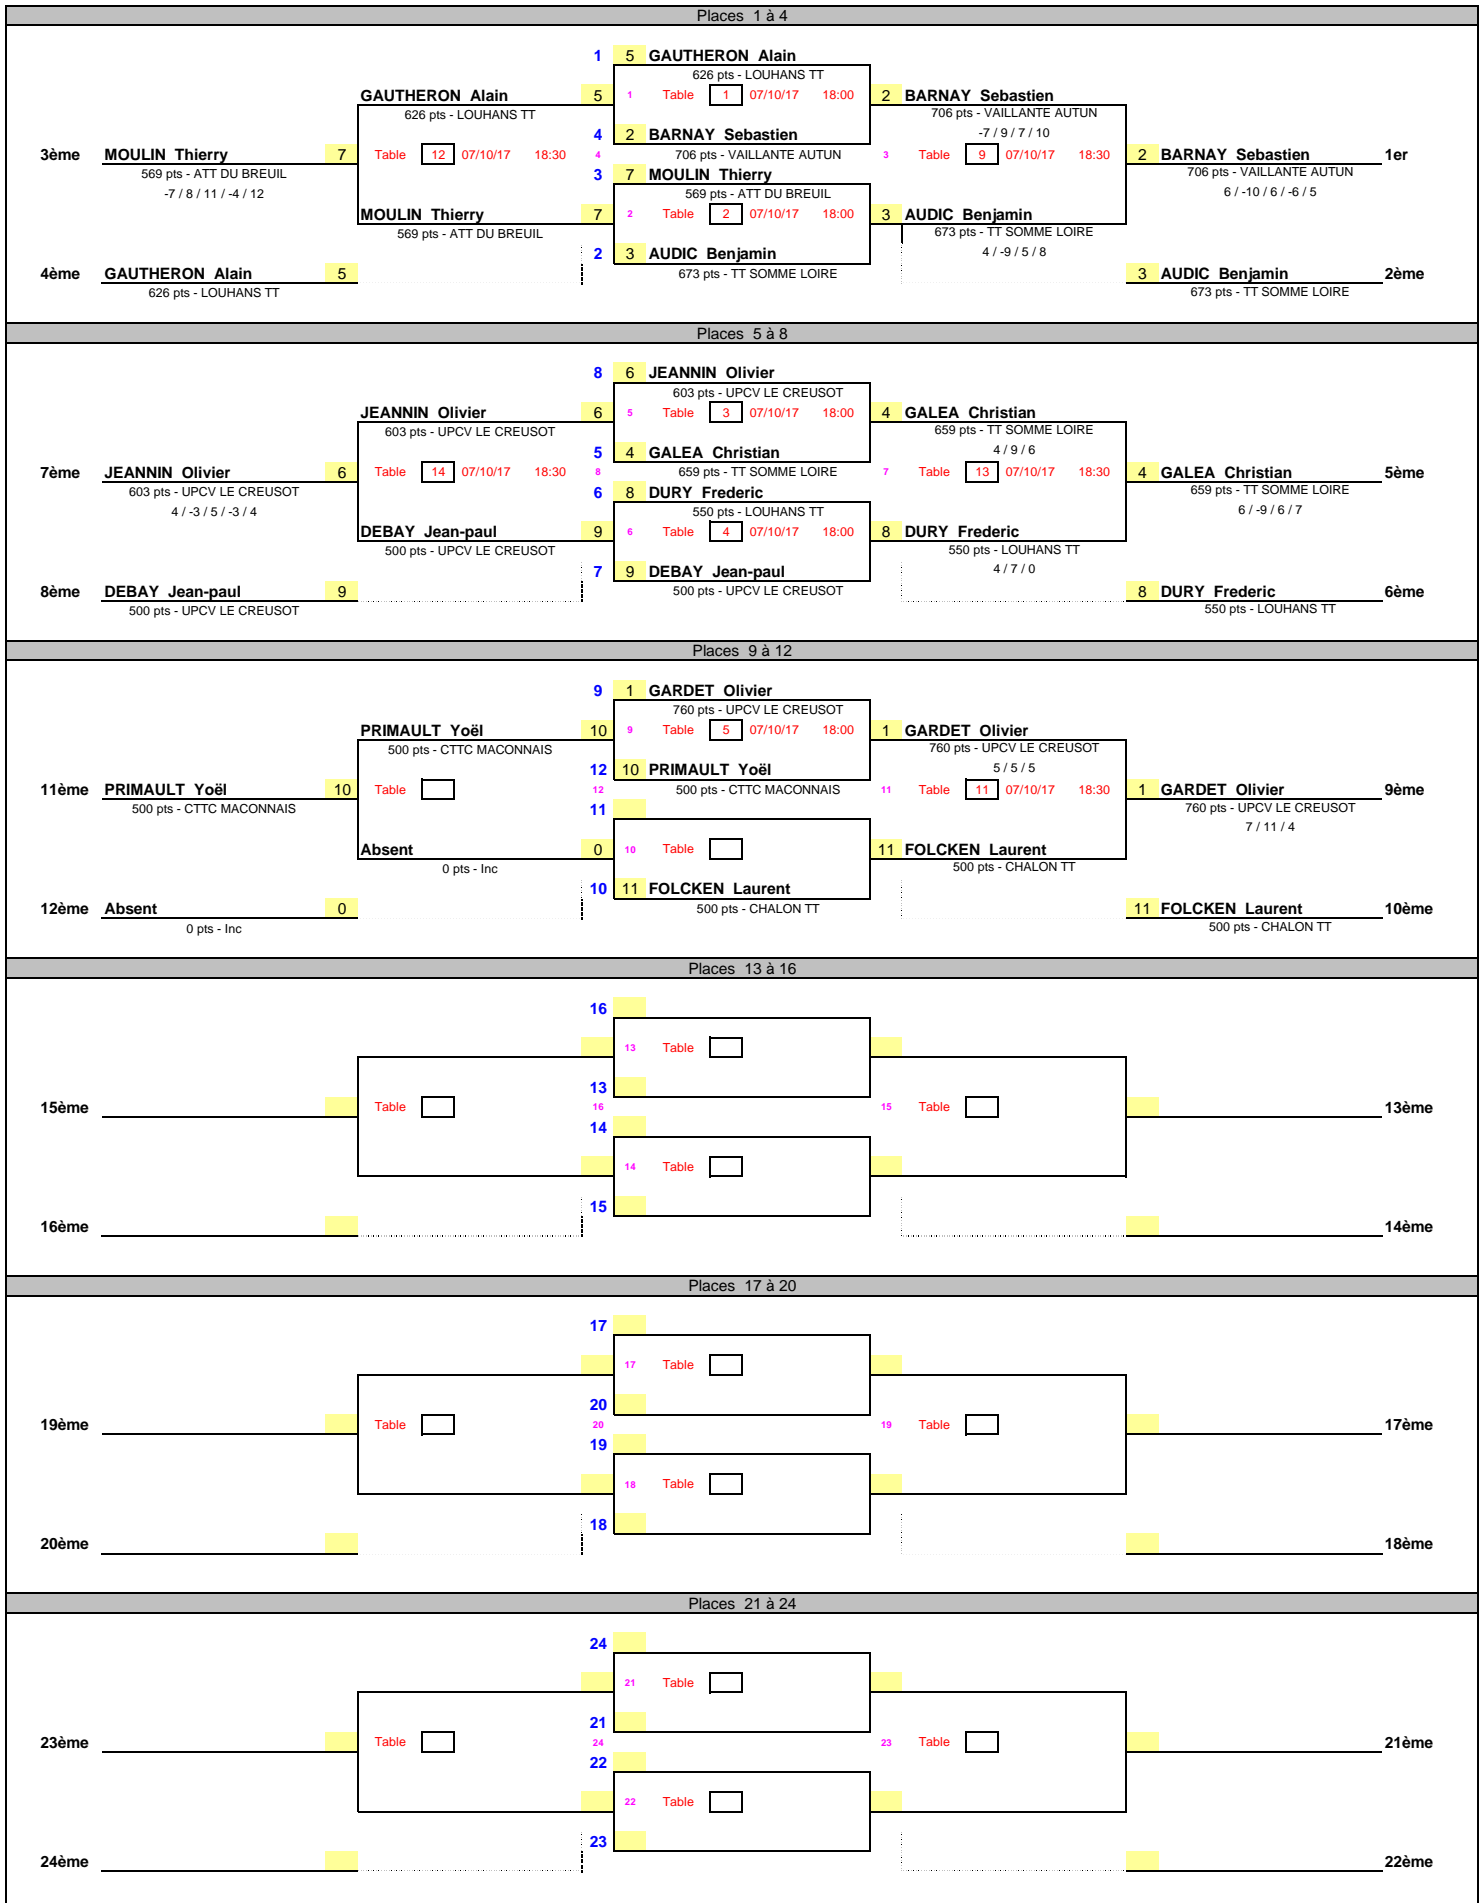 Places 1 à 4
1 5 GAUTHERON Alain
626 pts - LOUHANS TT
GAUTHERON Alain 5 1 Table 1 07/10/17 18:00 2 BARNAY Sebastien
626 pts - LOUHANS TT 706 pts - VAILLANTE AUTUN
4 2 BARNAY Sebastien -7 / 9 / 7 / 10
3ème MOULIN Thierry 7 Table 12 07/10/17 18:30 4 706 pts - VAILLANTE AUTUN 3 Table 9 07/10/17 18:30 2 BARNAY Sebastien 1er
569 pts - ATT DU BREUIL 3 7 MOULIN Thierry 706 pts - VAILLANTE AUTUN
-7 / 8 / 11 / -4 / 12 569 pts - ATT DU BREUIL 6 / -10 / 6 / -6 / 5
MOULIN Thierry 7 2 Table 2 07/10/17 18:00 3 AUDIC Benjamin
569 pts - ATT DU BREUIL 673 pts - TT SOMME LOIRE
2 3 AUDIC Benjamin 4 / -9 / 5 / 8
4ème GAUTHERON Alain 5 673 pts - TT SOMME LOIRE 3 AUDIC Benjamin 2ème
626 pts - LOUHANS TT 673 pts - TT SOMME LOIRE
Places 5 à 8
8 6 JEANNIN Olivier
603 pts - UPCV LE CREUSOT
JEANNIN Olivier 6 5 Table 3 07/10/17 18:00 4 GALEA Christian
603 pts - UPCV LE CREUSOT 659 pts - TT SOMME LOIRE
5 4 GALEA Christian 4 / 9 / 6
7ème JEANNIN Olivier 6 Table 14 07/10/17 18:30 8 659 pts - TT SOMME LOIRE 7 Table 13 07/10/17 18:30 4 GALEA Christian 5ème
603 pts - UPCV LE CREUSOT 6 8 DURY Frederic 659 pts - TT SOMME LOIRE
4 / -3 / 5 / -3 / 4 550 pts - LOUHANS TT 6 / -9 / 6 / 7
DEBAY Jean-paul 9 6 Table 4 07/10/17 18:00 8 DURY Frederic
500 pts - UPCV LE CREUSOT 550 pts - LOUHANS TT
7 9 DEBAY Jean-paul 4 / 7 / 0
8ème DEBAY Jean-paul 9 500 pts - UPCV LE CREUSOT 8 DURY Frederic 6ème
500 pts - UPCV LE CREUSOT 550 pts - LOUHANS TT
Places 9 à 12
9 1 GARDET Olivier
760 pts - UPCV LE CREUSOT
PRIMAULT Yoël 10 9 Table 5 07/10/17 18:00 1 GARDET Olivier
500 pts - CTTC MACONNAIS 760 pts - UPCV LE CREUSOT
12 10 PRIMAULT Yoël 5 / 5 / 5
11ème PRIMAULT Yoël 10 Table 12 500 pts - CTTC MACONNAIS 11 Table 11 07/10/17 18:30 1 GARDET Olivier 9ème
500 pts - CTTC MACONNAIS 11 760 pts - UPCV LE CREUSOT
7 / 11 / 4
Absent 0 10 Table 11 FOLCKEN Laurent
0 pts - Inc 500 pts - CHALON TT
10 11 FOLCKEN Laurent
12ème Absent 0 500 pts - CHALON TT 11 FOLCKEN Laurent 10ème
0 pts - Inc 500 pts - CHALON TT
Places 13 à 16
16
13 Table
13
15ème Table 16 15 Table 13ème
14
14 Table
15
16ème 14ème
Places 17 à 20
17
17 Table
20
19ème Table 20 19 Table 17ème
19
18 Table
18
20ème 18ème
Places 21 à 24
24
21 Table
21
23ème Table 24 23 Table 21ème
22
22 Table
23
24ème 22ème